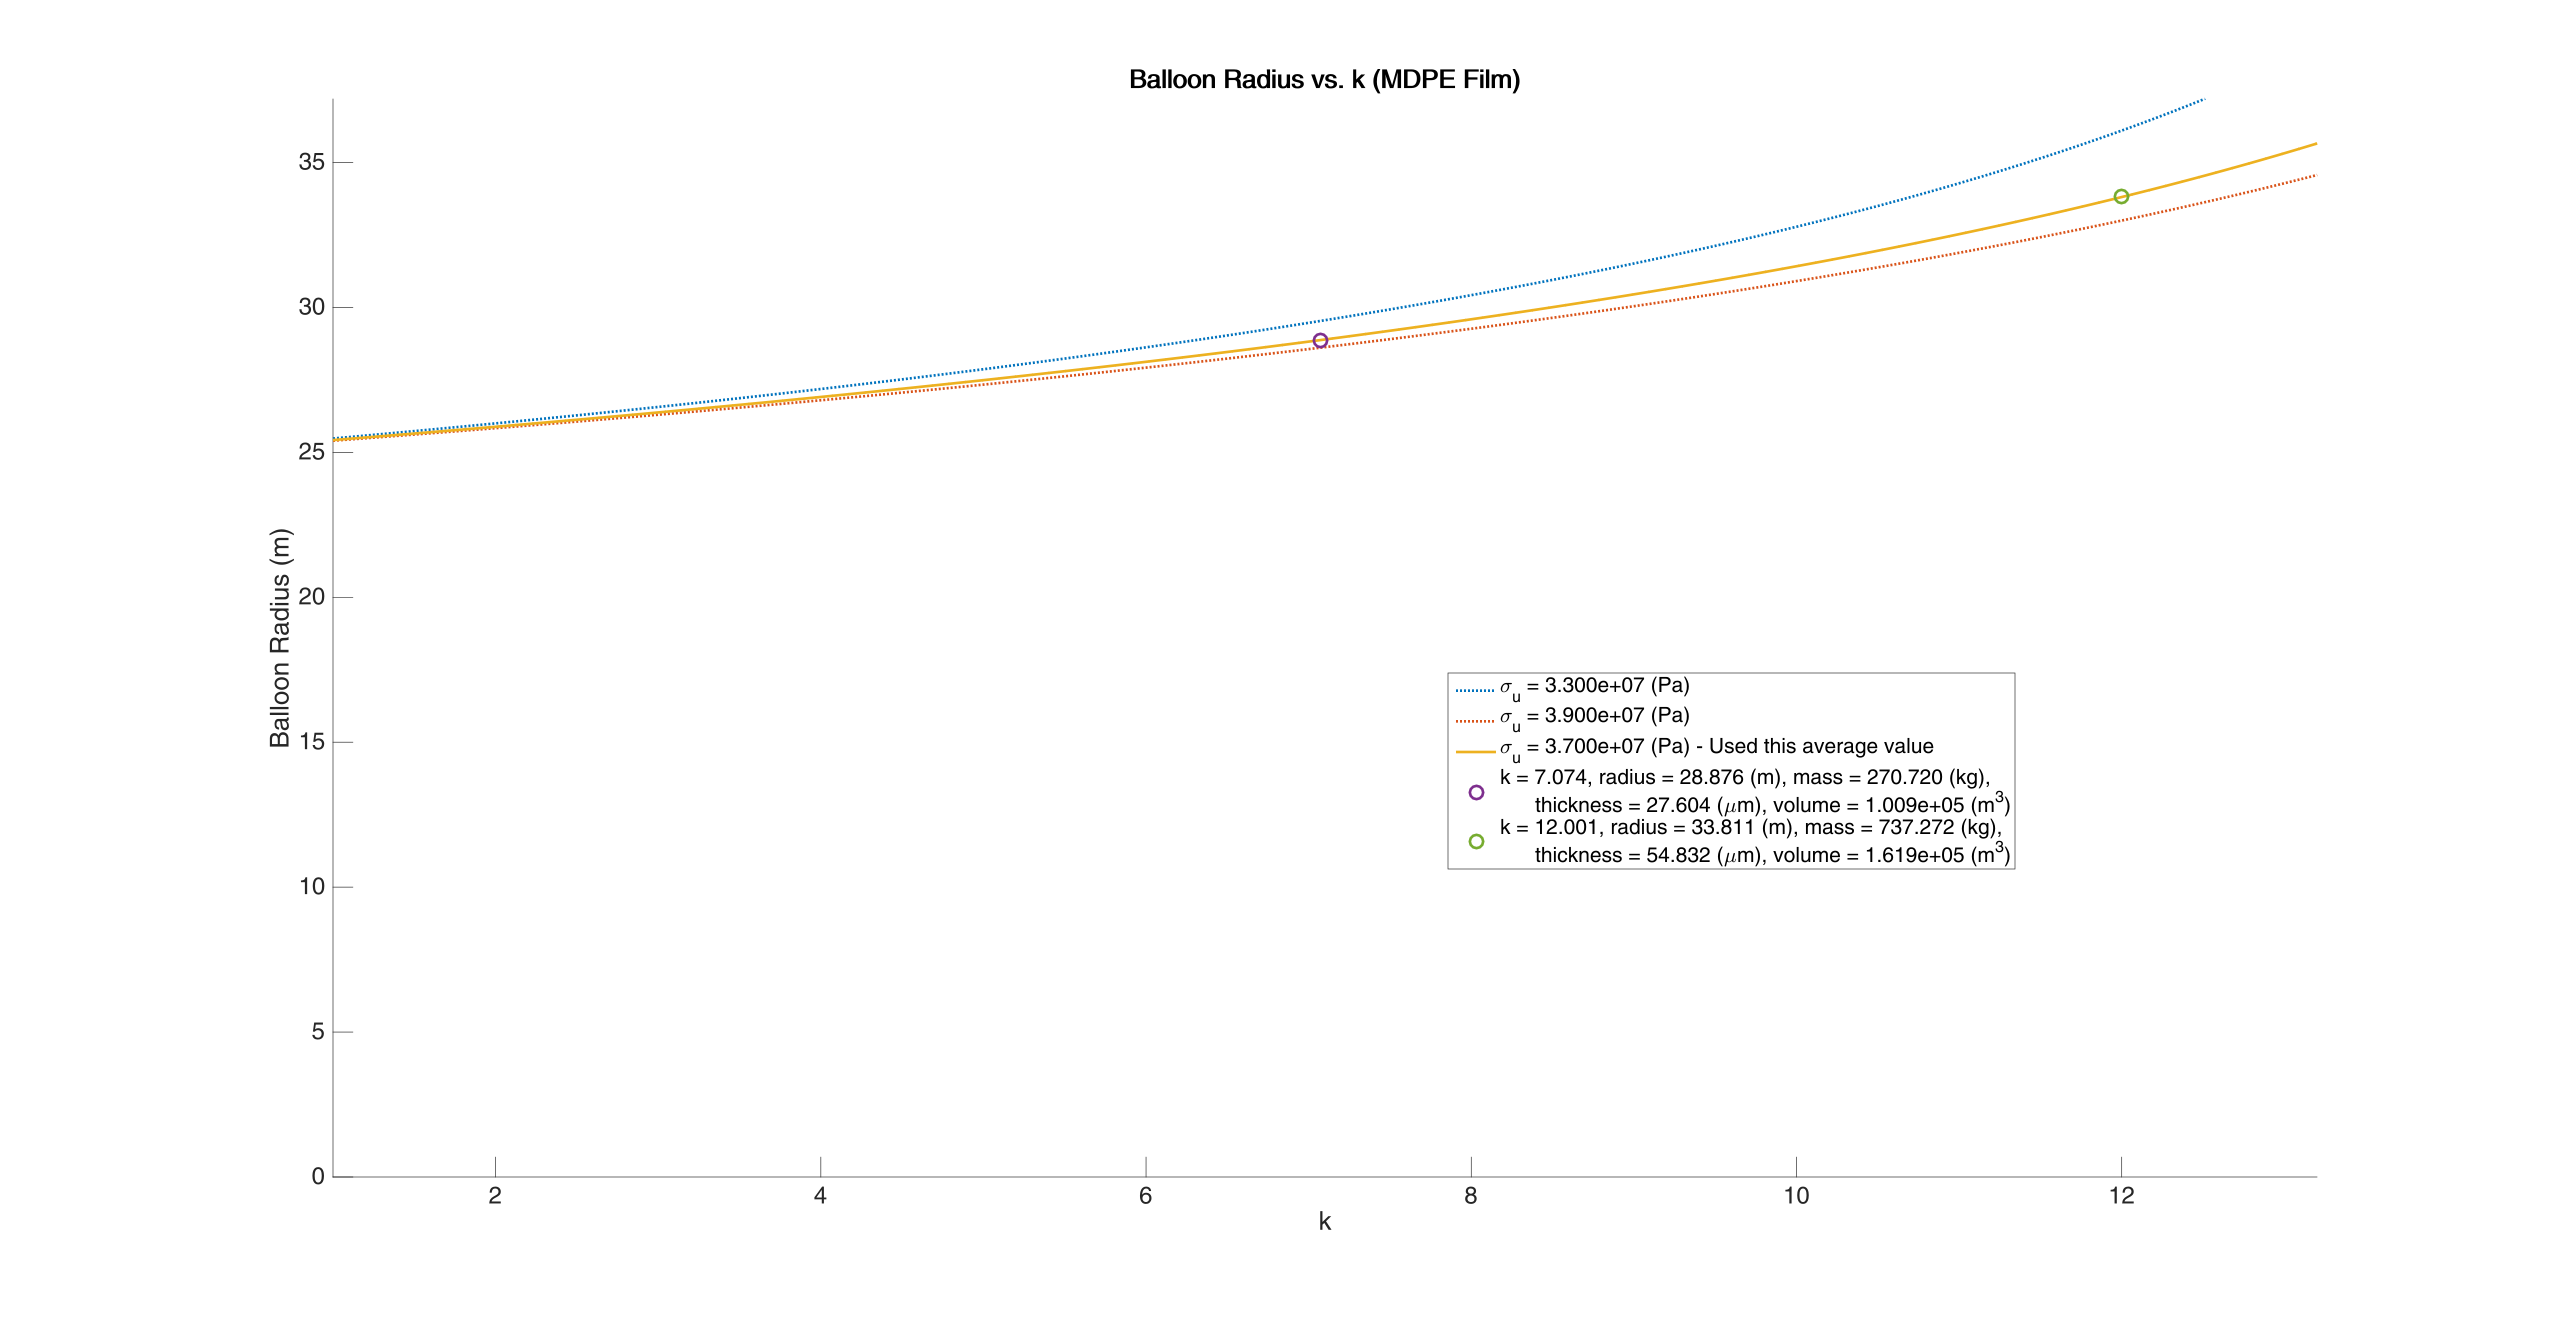 Balloon Radius vs. k (MDPE Film)
35
30
25
20
15
10
5
0
Balloon Radius (m)
2
4
6
8
10
12
k
σu = 3.300e+07 (Pa)
σu = 3.900e+07 (Pa)
σu = 3.700e+07 (Pa) - Used this average value
k = 7.074, radius = 28.876 (m), mass = 270.720 (kg),
thickness = 27.604 (μm), volume = 1.009e+05 (m³)
k = 12.001, radius = 33.811 (m), mass = 737.272 (kg),
thickness = 54.832 (μm), volume = 1.619e+05 (m³)